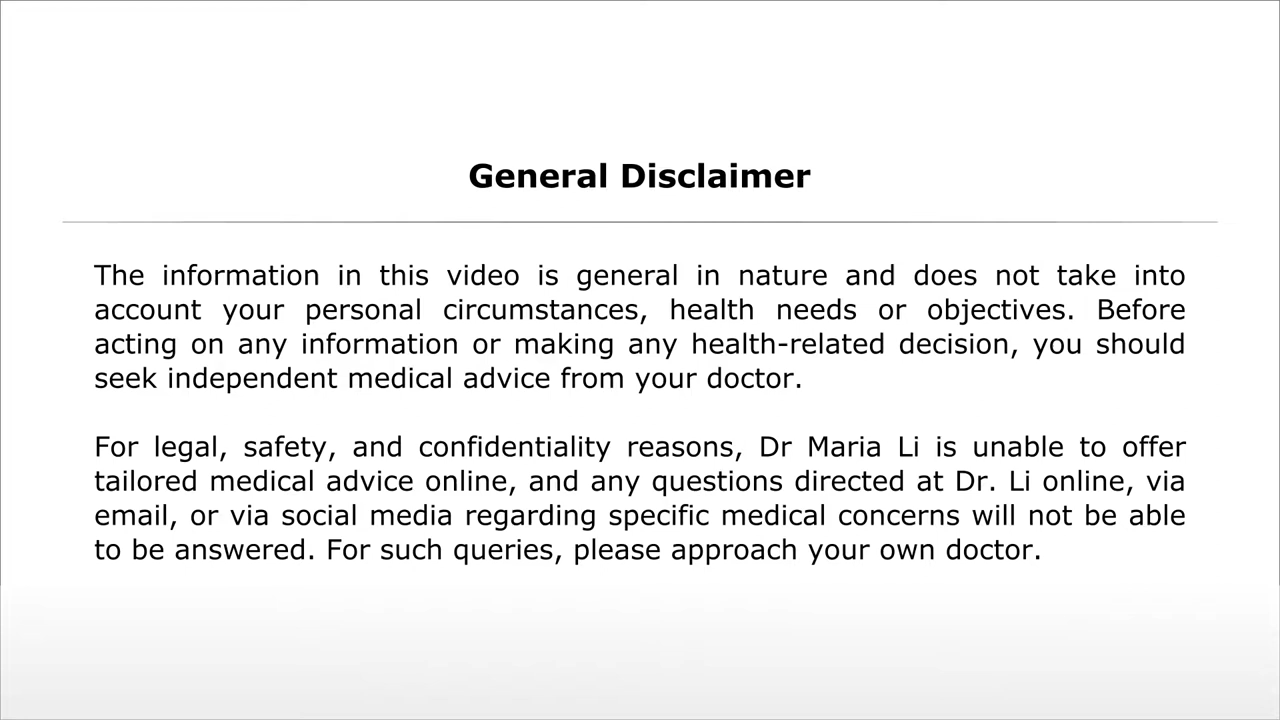 General Disclaimer
The information in this video is general in nature and does not take into
account your personal circumstances, health needs or objectives. Before
acting on any information or making any health-related decision, you should
seek independent medical advice from your doctor.
For legal, safety, and confidentiality reasons, Dr Maria Li is unable to offer
tailored medical advice online, and any questions directed at Dr. Li online, via
email, or via social media regarding specific medical concerns will not be able
to be answered. For such queries, please approach your own doctor.